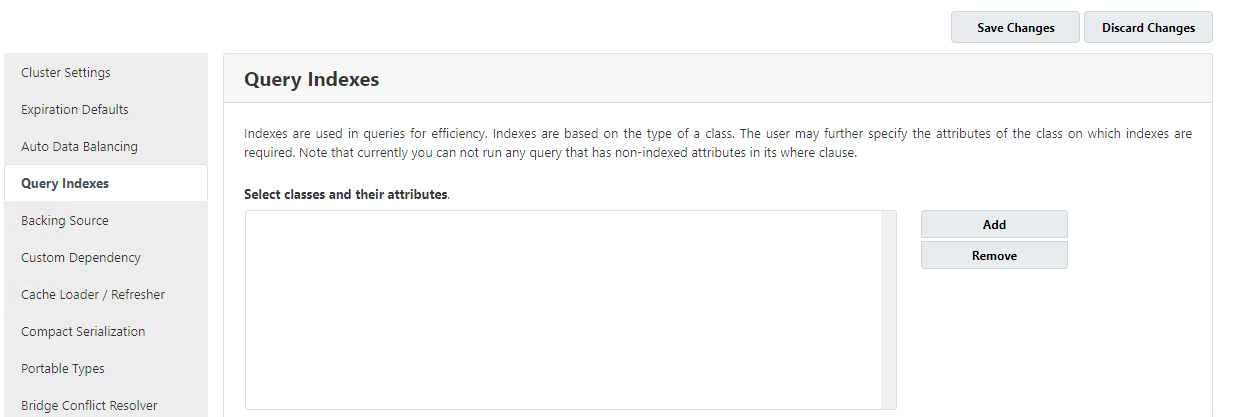 Save Changes
Discard Changes
Cluster Settings
Expiration Defaults
Auto Data Balancing
Query Indexes
Backing Source
Custom Dependency
Cache Loader / Refresher
Compact Serialization
Portable Types
Bridge Conflict Resolver
Query Indexes
Indexes are used in queries for efficiency. Indexes are based on the type of a class. The user may further specify the attributes of the class on which indexes are
required. Note that currently you can not run any query that has non-indexed attributes in its where clause.
Select classes and their attributes.
Add
Remove